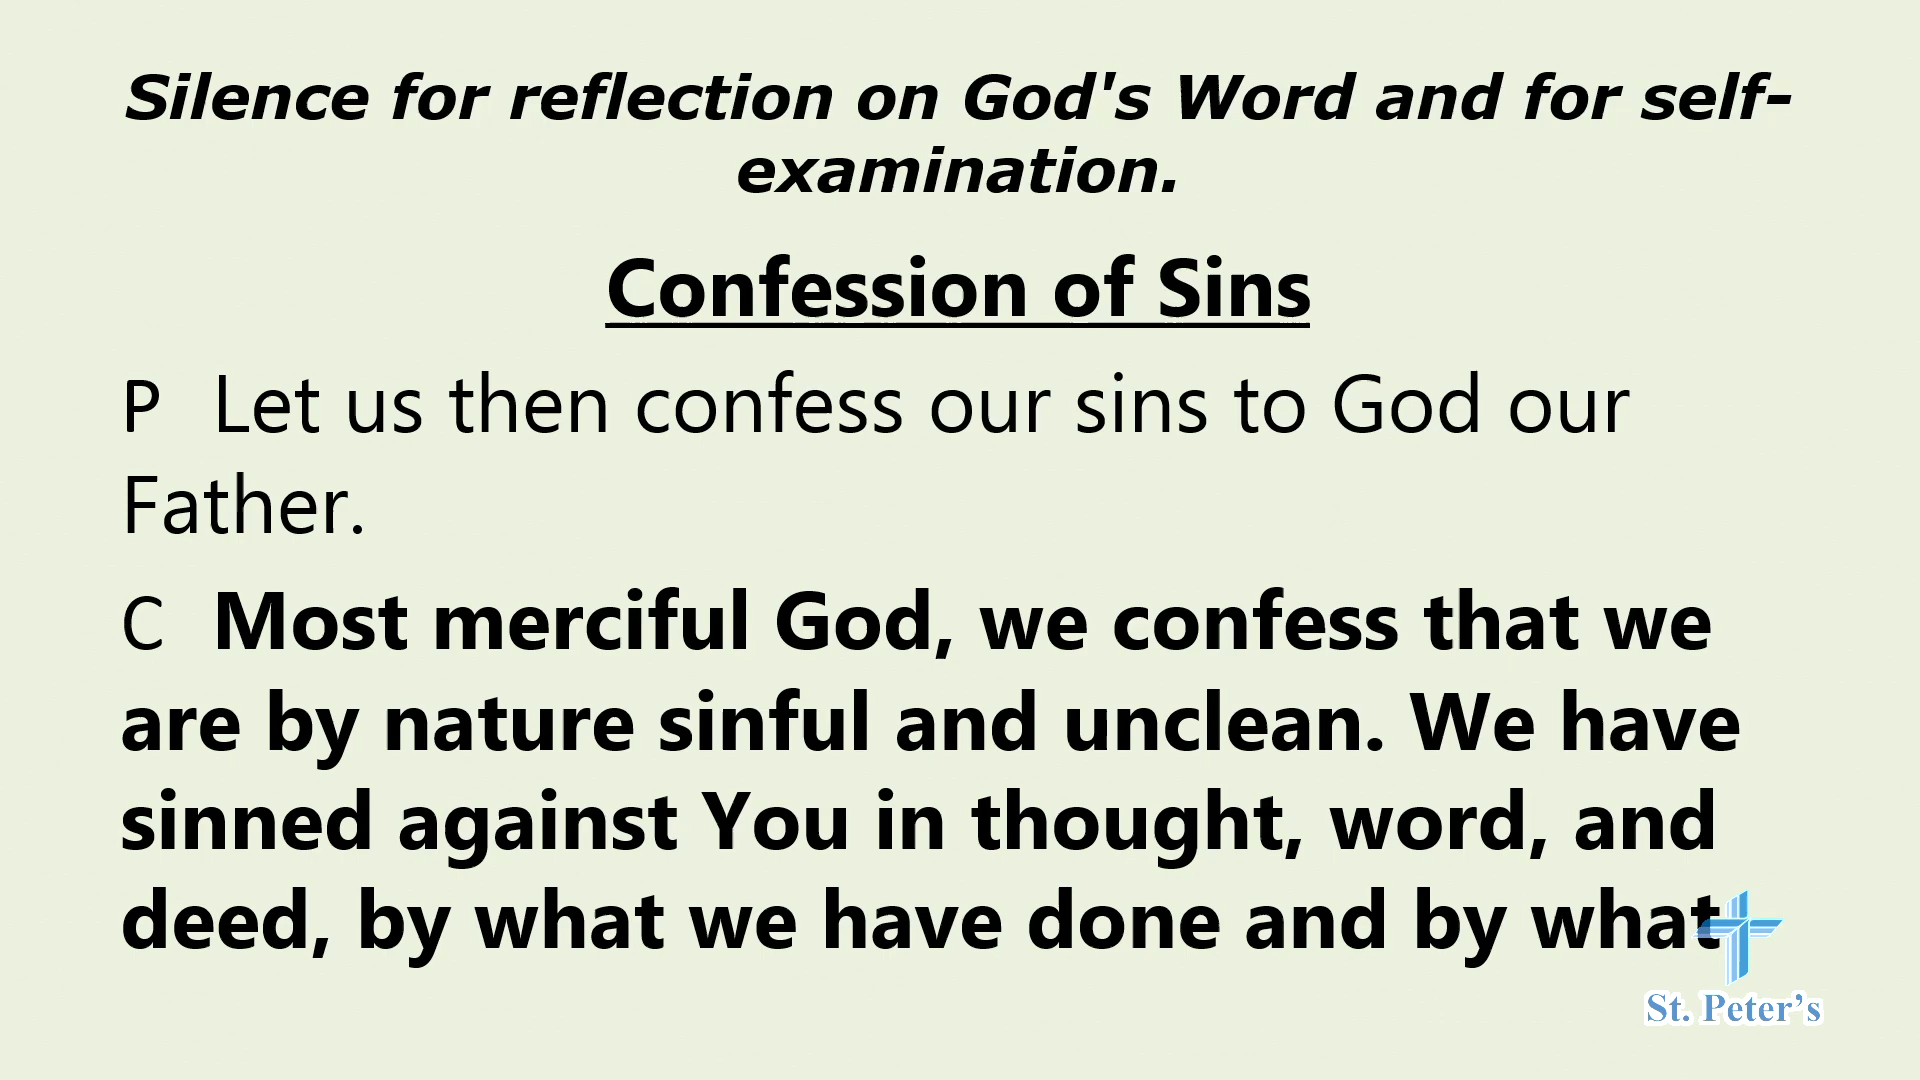 Silence for reflection on God's Word and for self-
examination.
Confession of Sins
P Let us then confess our sins to God our
Father.
C Most merciful God, we confess that we
are by nature sinful and unclean. We have
sinned against You in thought, word, and
deed, by what we have done and by what
St. Peter’s